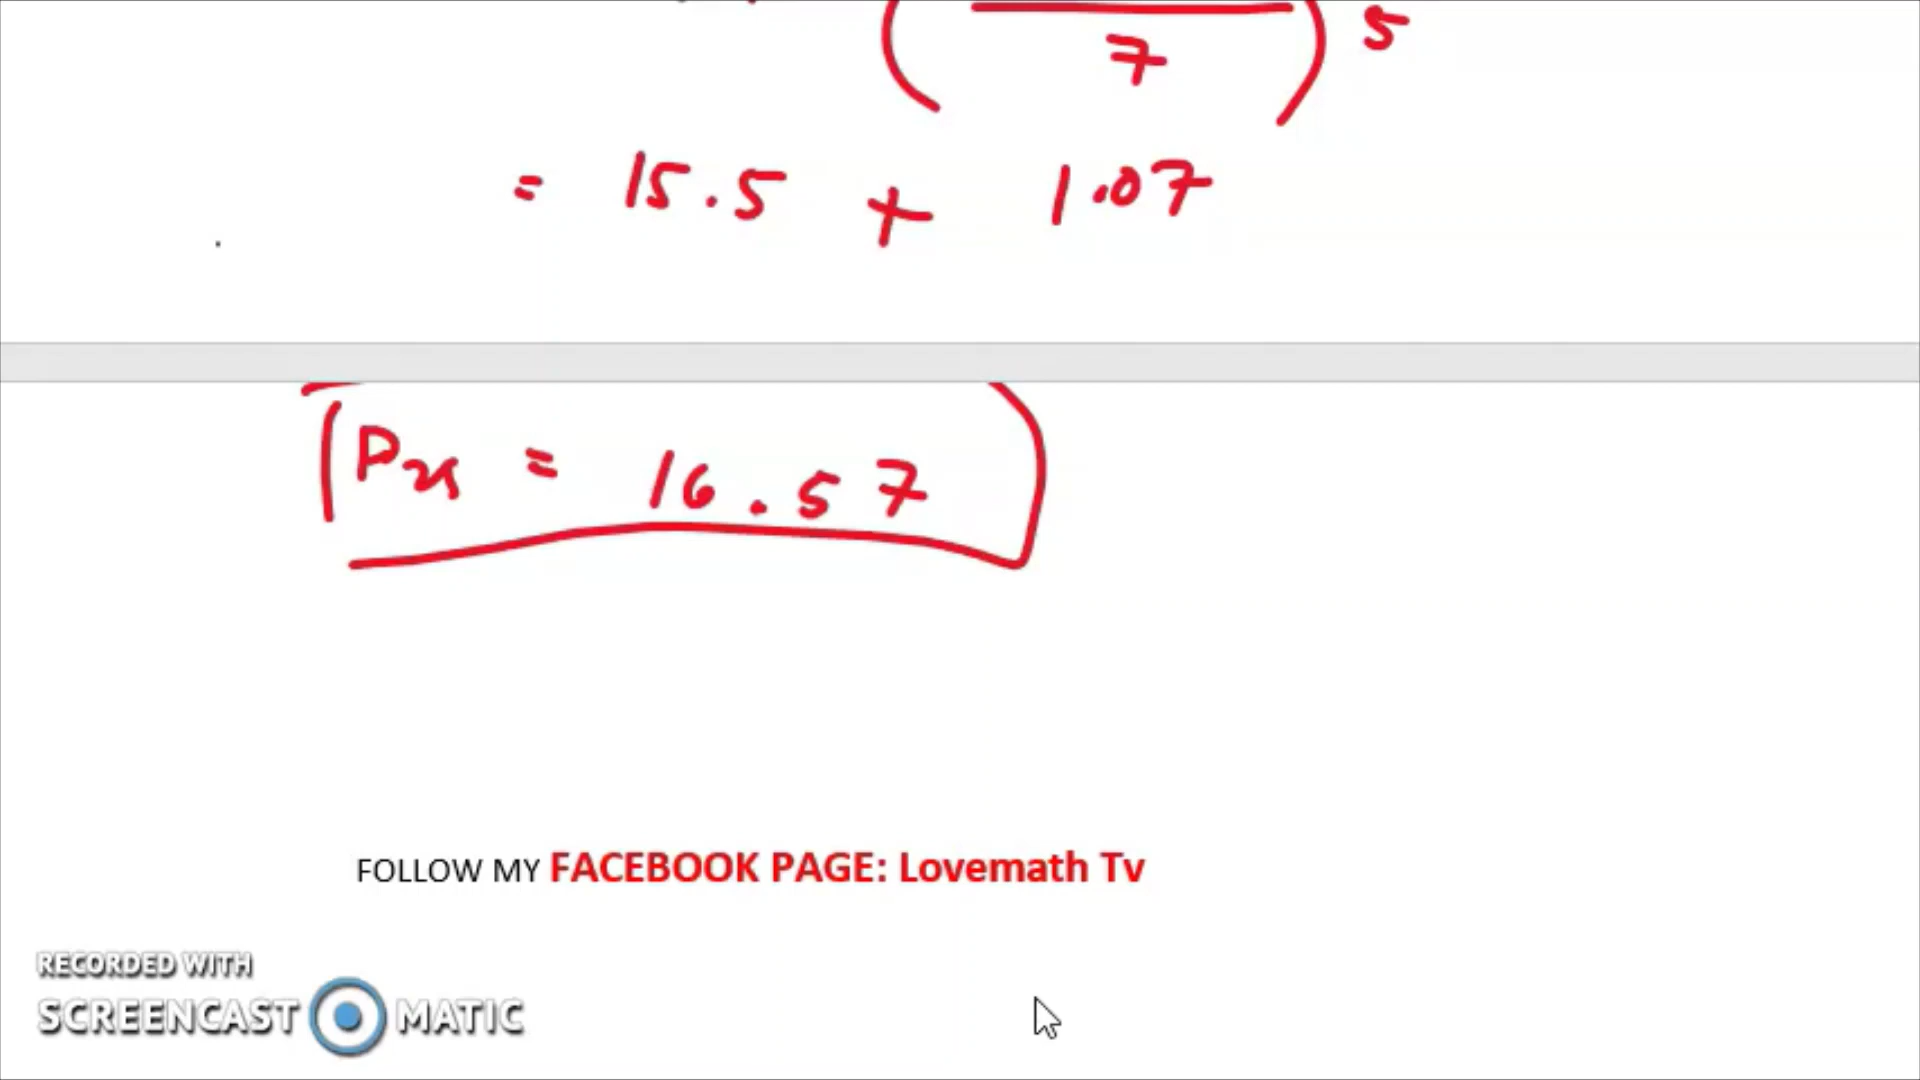 7 5
= 15.5 + 1.07
Px = 16.57
FOLLOW MY FACEBOOK PAGE: Lovemath Tv
RECORDED WITH
SCREENCAST MATIC